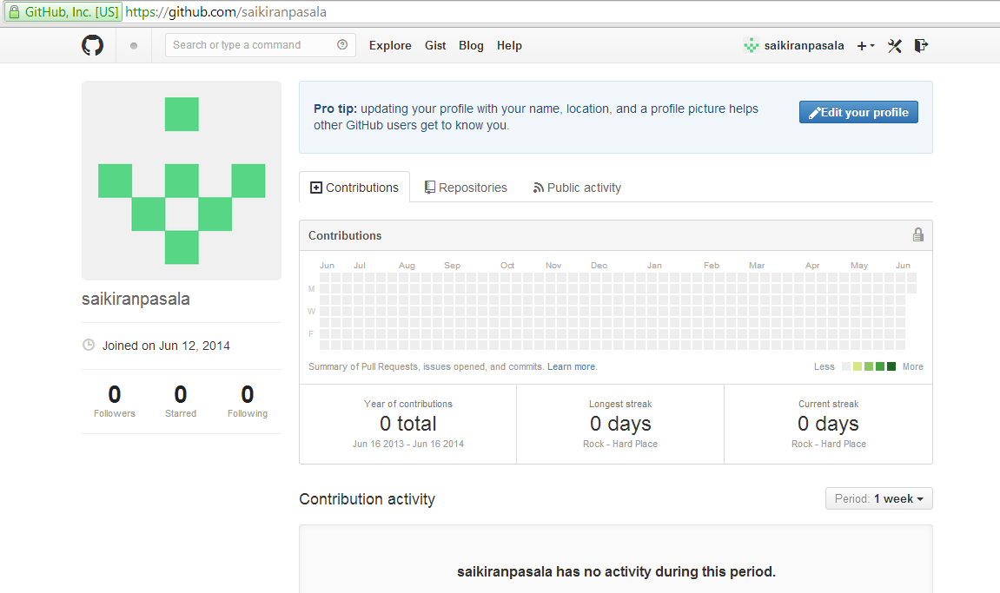 GitHub, Inc. [US] https://github.com/saikiranpasala
Search or type a command
Explore Gist Blog Help
saikiranpasala
Pro tip: updating your profile with your name, location, and a profile picture helps
other GitHub users get to know you.
Edit your profile
saikiranpasala
Joined on Jun 12, 2014
0 0 0
Followers Starred Following
Contributions Repositories Public activity
Contributions
Jun Jul Aug Sep Oct Nov Dec Jan Feb Mar Apr May Jun
M
W
F
Summary of Pull Requests, issues opened, and commits. Learn more.
Less More
Year of contributions
0 total
Jun 16 2013 - Jun 16 2014
Longest streak
0 days
Rock - Hard Place
Current streak
0 days
Rock - Hard Place
Contribution activity
Period: 1 week
saikiranpasala has no activity during this period.